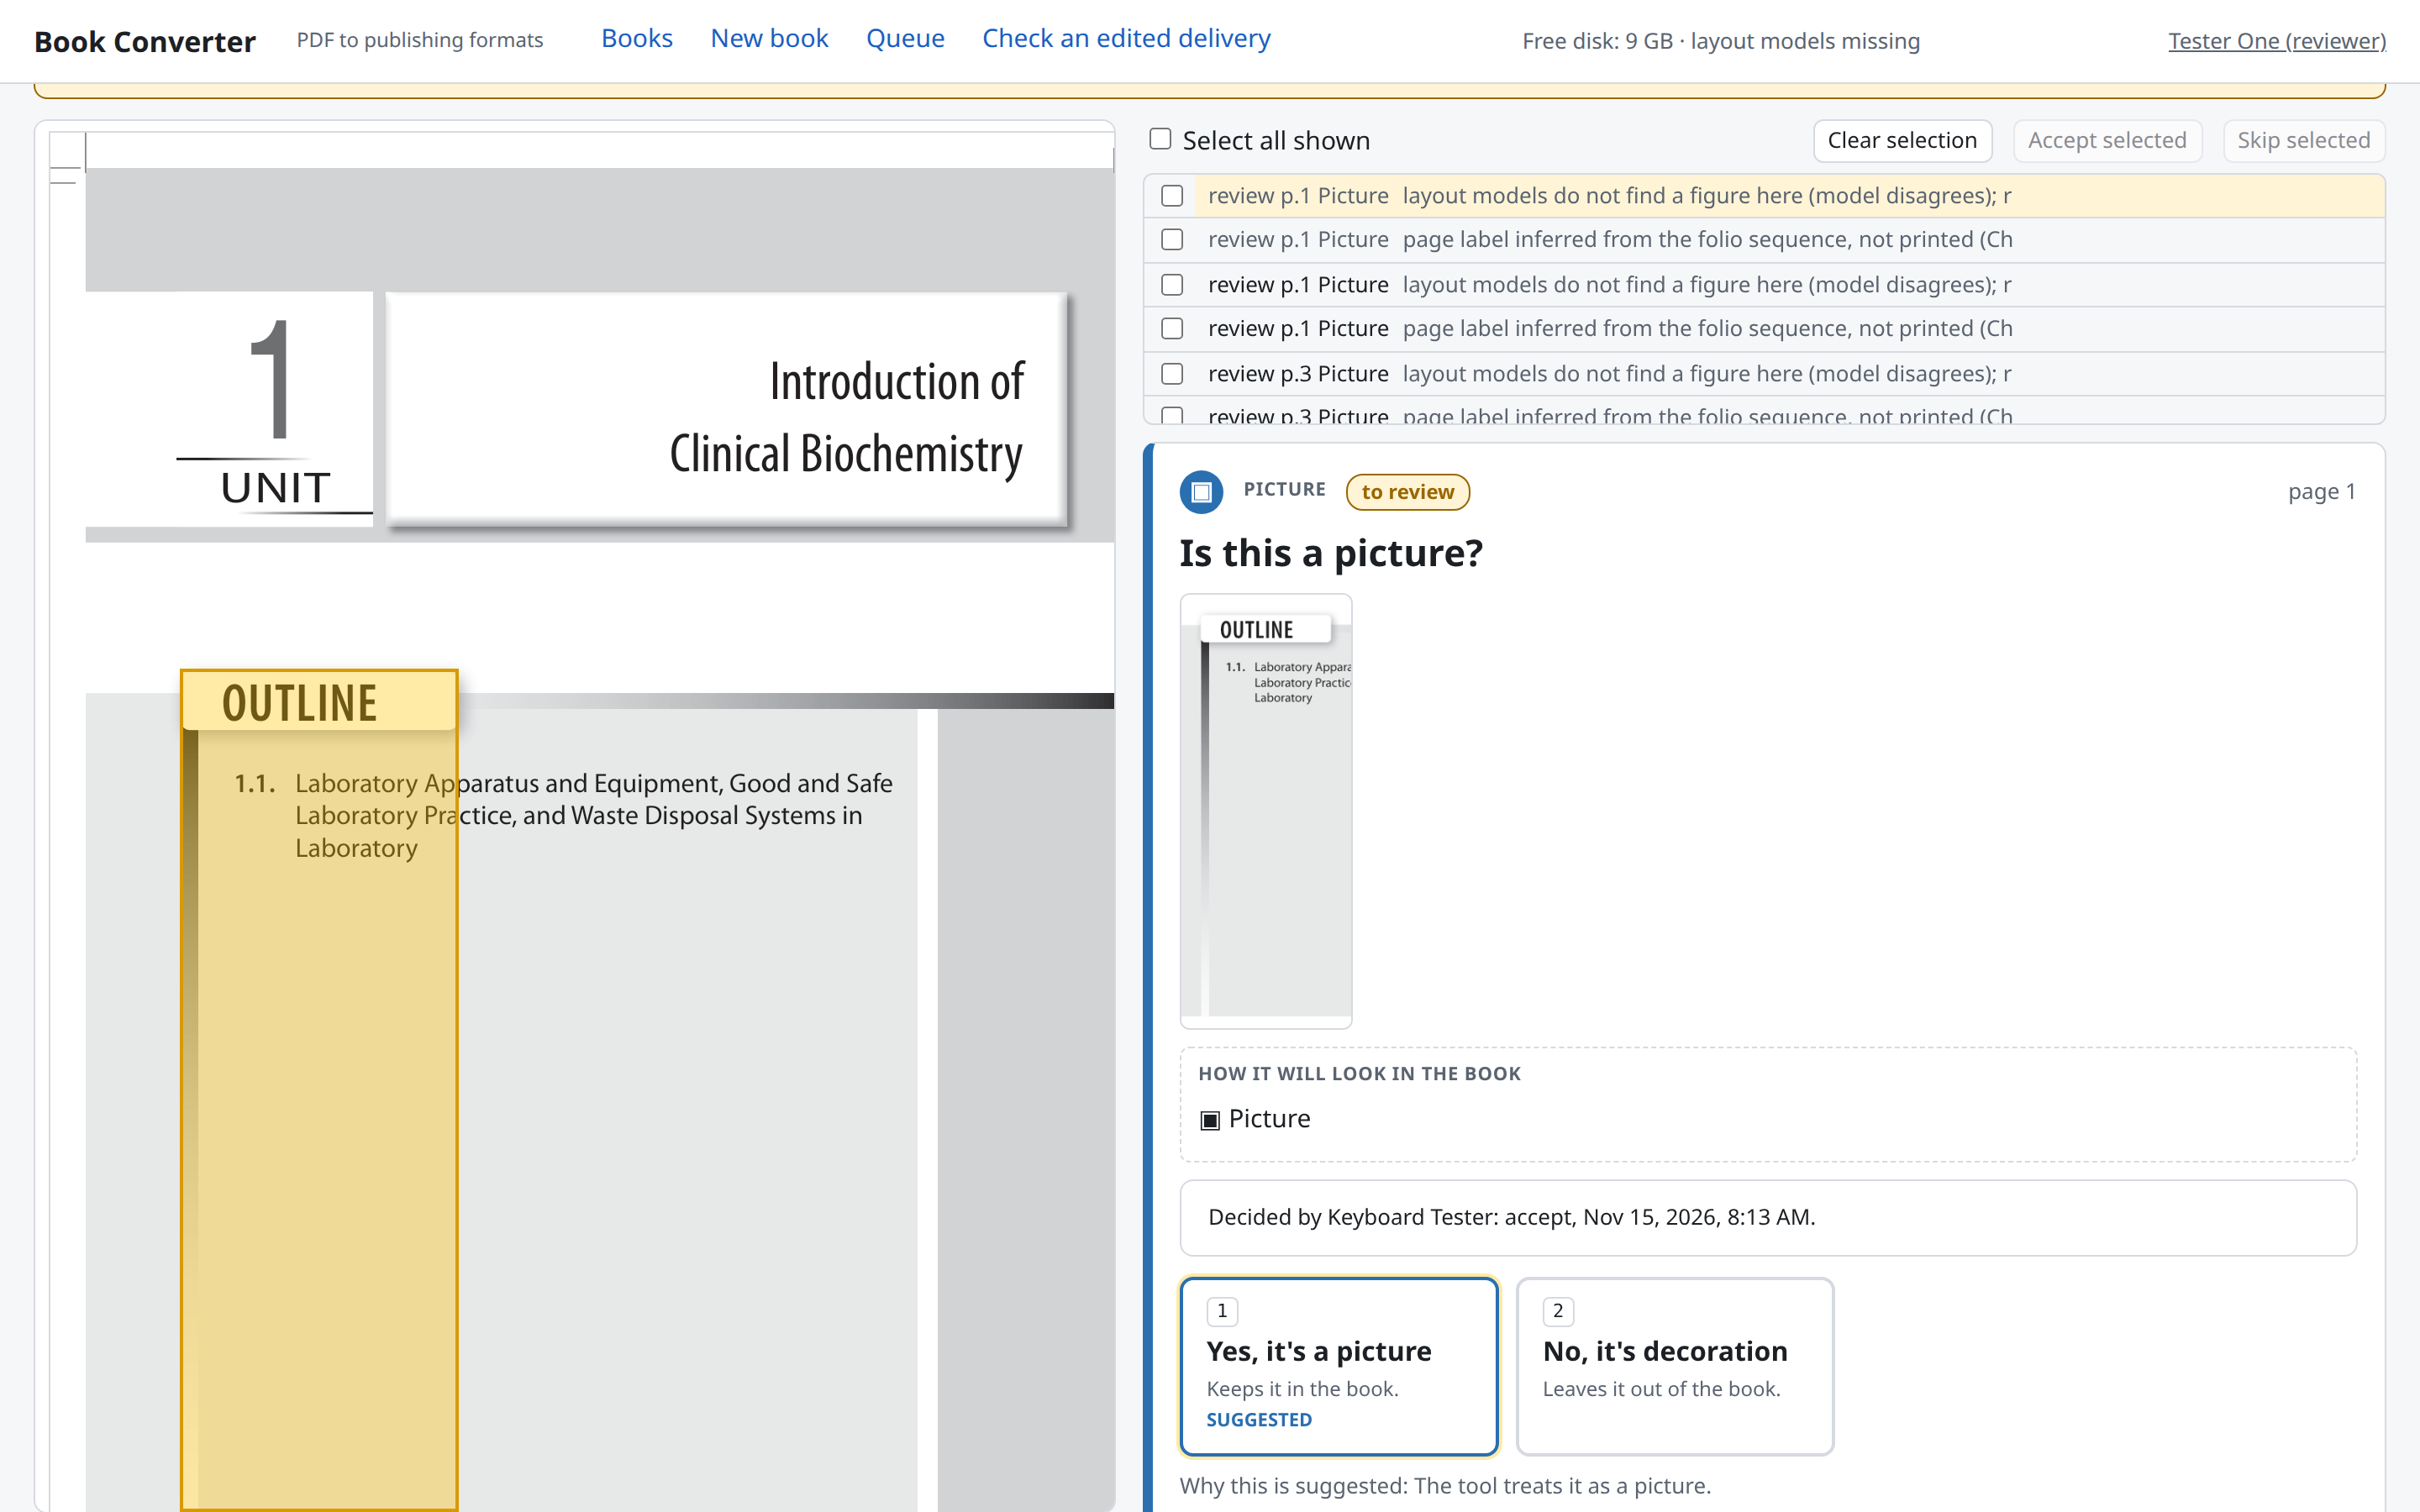 Book Converter PDF to publishing formats Books New book Queue Check an edited delivery Free disk: 9 GB · layout models missing Tester One (reviewer)
1
UNIT
Introduction of
Clinical Biochemistry
OUTLINE
1.1. Laboratory Apparatus and Equipment, Good and Safe
Laboratory Practice, and Waste Disposal Systems in
Laboratory
Select all shown Clear selection Accept selected Skip selected
review p.1 Picture layout models do not find a figure here (model disagrees); r
review p.1 Picture page label inferred from the folio sequence, not printed (Ch
review p.1 Picture layout models do not find a figure here (model disagrees); r
review p.1 Picture page label inferred from the folio sequence, not printed (Ch
review p.3 Picture layout models do not find a figure here (model disagrees); r
review p.3 Picture page label inferred from the folio sequence, not printed (Ch
PICTURE to review page 1
Is this a picture?
OUTLINE
1.1. Laboratory Appara
Laboratory Practic
Laboratory
HOW IT WILL LOOK IN THE BOOK
▣ Picture
Decided by Keyboard Tester: accept, Nov 15, 2026, 8:13 AM.
1
Yes, it's a picture
Keeps it in the book.
SUGGESTED
2
No, it's decoration
Leaves it out of the book.
Why this is suggested: The tool treats it as a picture.